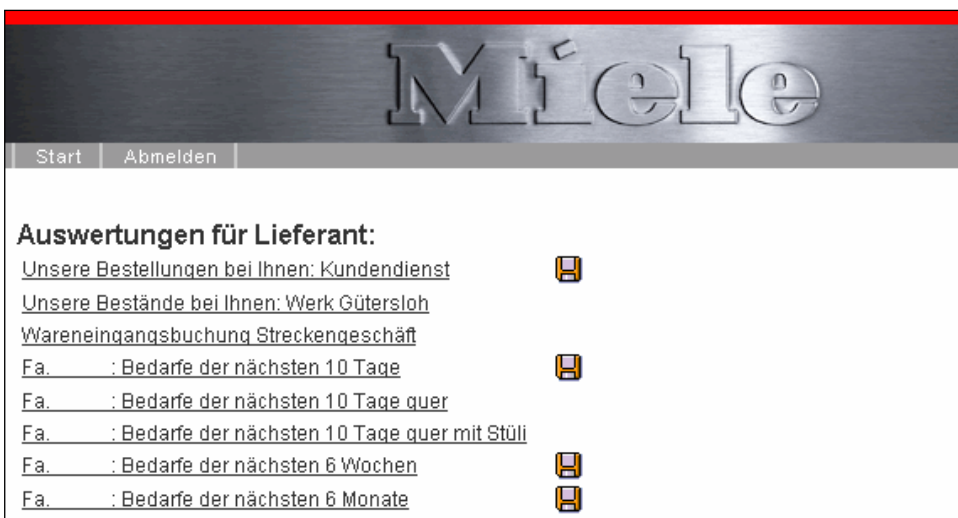 Miele
Start Abmelden
Auswertungen für Lieferant:
Unsere Bestellungen bei Ihnen: Kundendienst
Unsere Bestände bei Ihnen: Werk Gütersloh
Wareneingangsbuchung Streckengeschäft
Fa. : Bedarfe der nächsten 10 Tage
Fa. : Bedarfe der nächsten 10 Tage quer
Fa. : Bedarfe der nächsten 10 Tage quer mit Stüli
Fa. : Bedarfe der nächsten 6 Wochen
Fa. : Bedarfe der nächsten 6 Monate